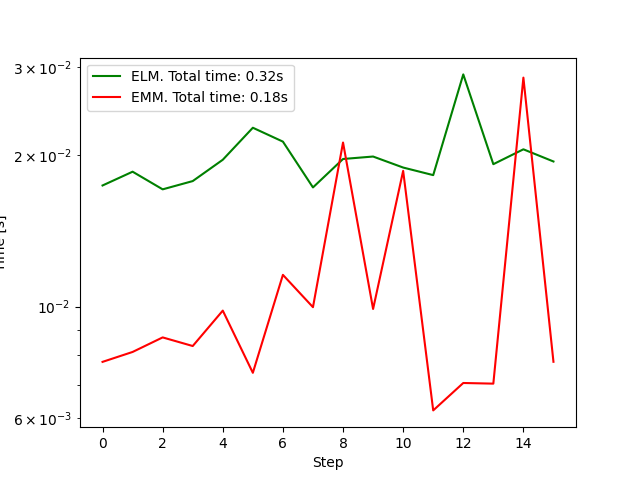 ELM. Total time: 0.32s
EMM. Total time: 0.18s
3 × 10⁻²
2 × 10⁻²
10⁻²
6 × 10⁻³
Time [s]
0 2 4 6 8 10 12 14
Step